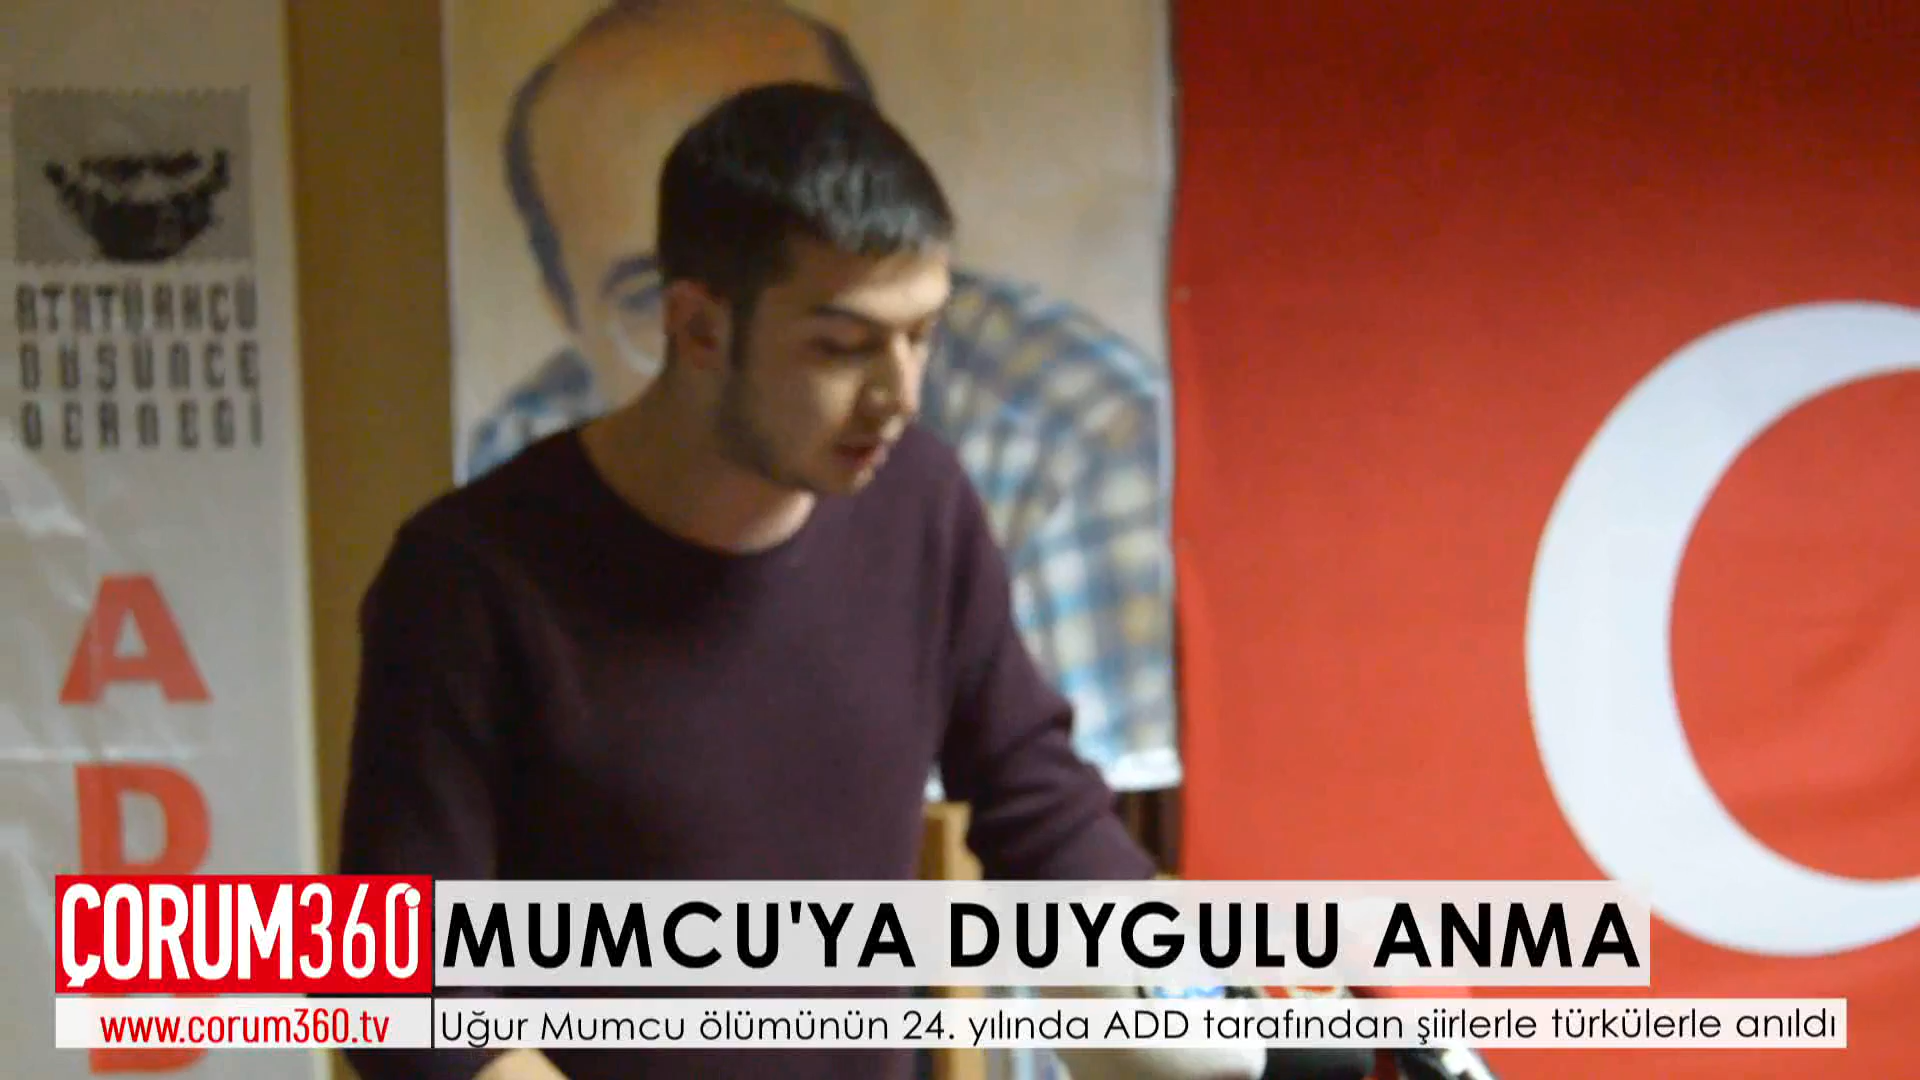 ATATÜRKCÜ
DÜŞÜNCE
DERNEĞİ
A
D
D
ÇORUM360
MUMCU'YA DUYGULU ANMA
www.corum360.tv
Uğur Mumcu ölümünün 24. yılında ADD tarafından şiirlerle türkülerle anıldı